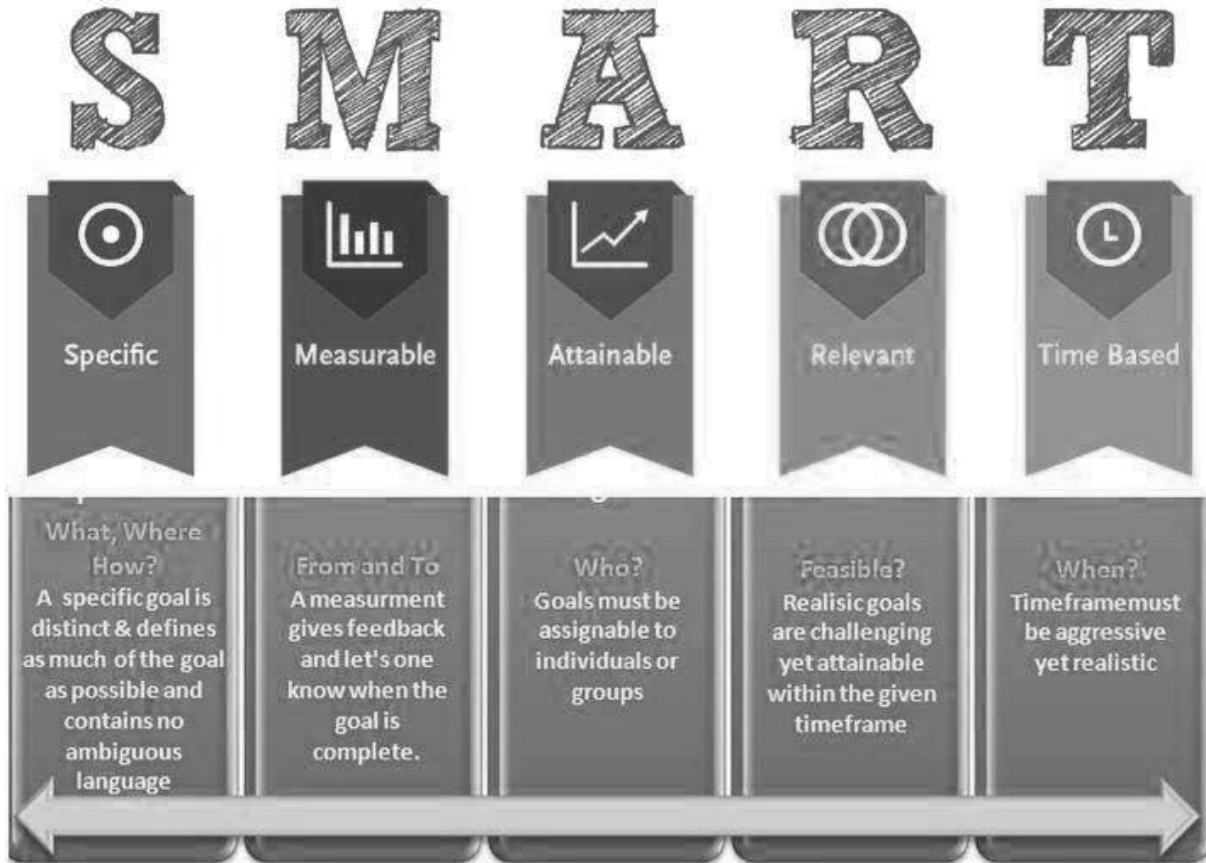 S M A R T
Specific
Measurable
Attainable
Relevant
Time Based
What, Where
How?
A specific goal is
distinct & defines
as much of the goal
as possible and
contains no
ambiguous
language
From and To
A measurment
gives feedback
and let's one
know when the
goal is
complete.
Who?
Goals must be
assignable to
individuals or
groups
Feasible?
Realisic goals
are challenging
yet attainable
within the given
timeframe
When?
Timeframemust
be aggressive
yet realistic